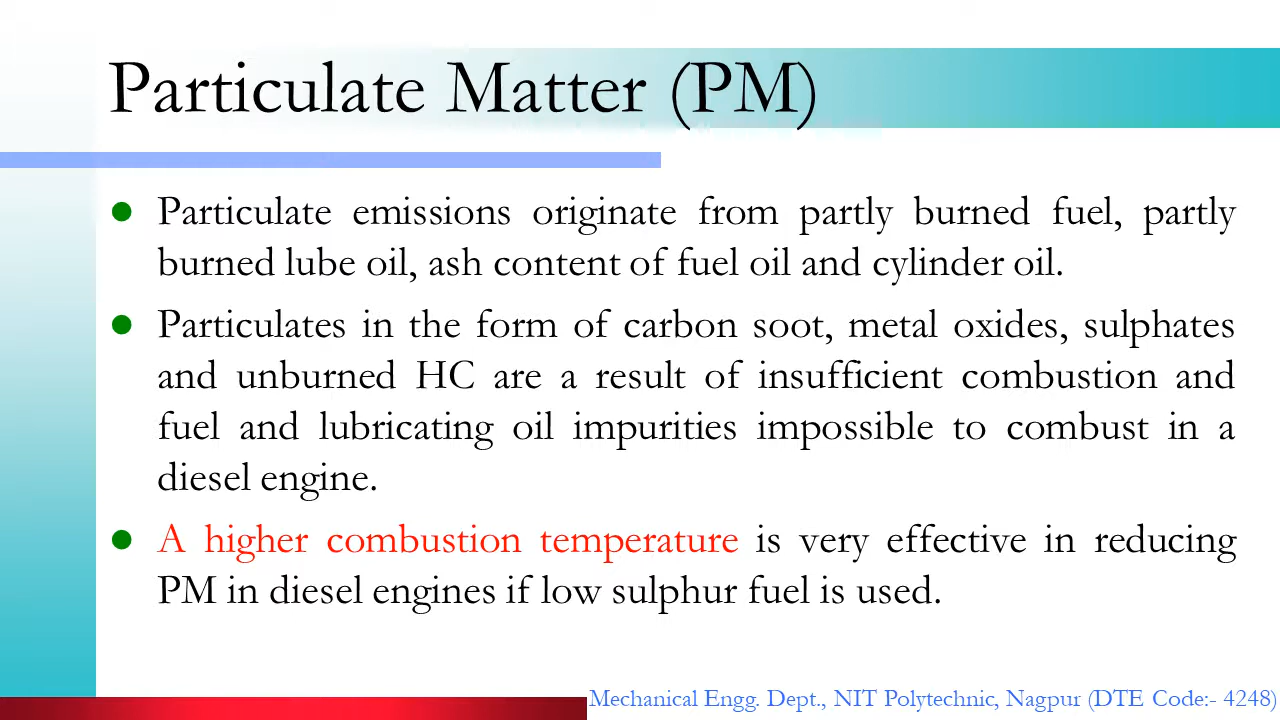 Particulate Matter (PM)
Particulate emissions originate from partly burned fuel, partly
burned lube oil, ash content of fuel oil and cylinder oil.
Particulates in the form of carbon soot, metal oxides, sulphates
and unburned HC are a result of insufficient combustion and
fuel and lubricating oil impurities impossible to combust in a
diesel engine.
A higher combustion temperature is very effective in reducing
PM in diesel engines if low sulphur fuel is used.
Mechanical Engg. Dept., NIT Polytechnic, Nagpur (DTE Code:- 4248)